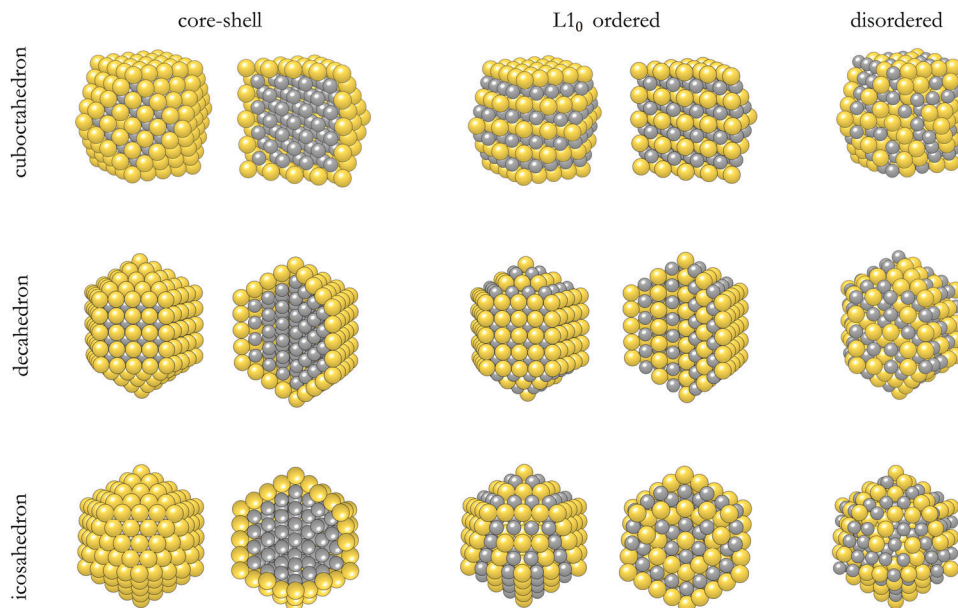 core-shell
L1₀ ordered
disordered
cuboctahedron
decahedron
icosahedron